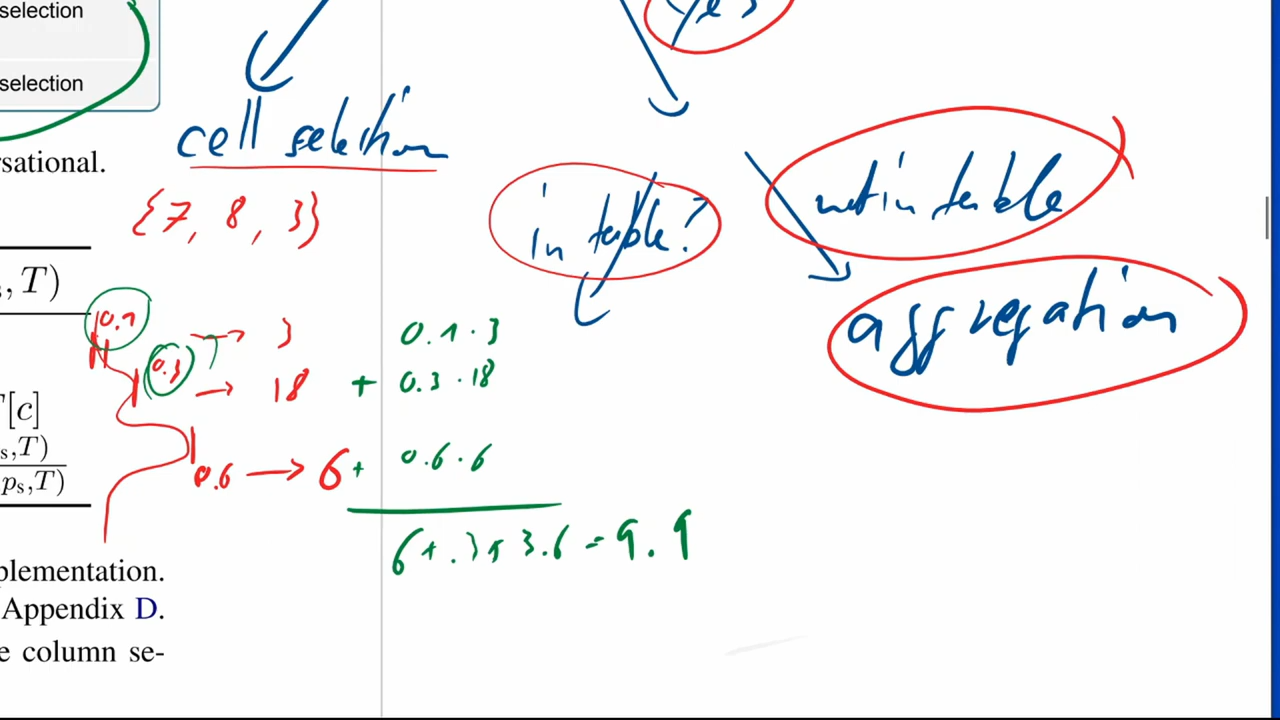 selection
selection
rsational.
, T)
T[c]
s,T)
ps,T)
plementation.
Appendix D.
e column se-
yes
cell selection
{7, 8, 3}
in table?
not in table
aggregation
0.1 → 3
0.3 → 18
0.6 → 6
0.1 · 3
+ 0.3 · 18
+ 0.6 · 6
6 + .3 + 3.6 = 9.9